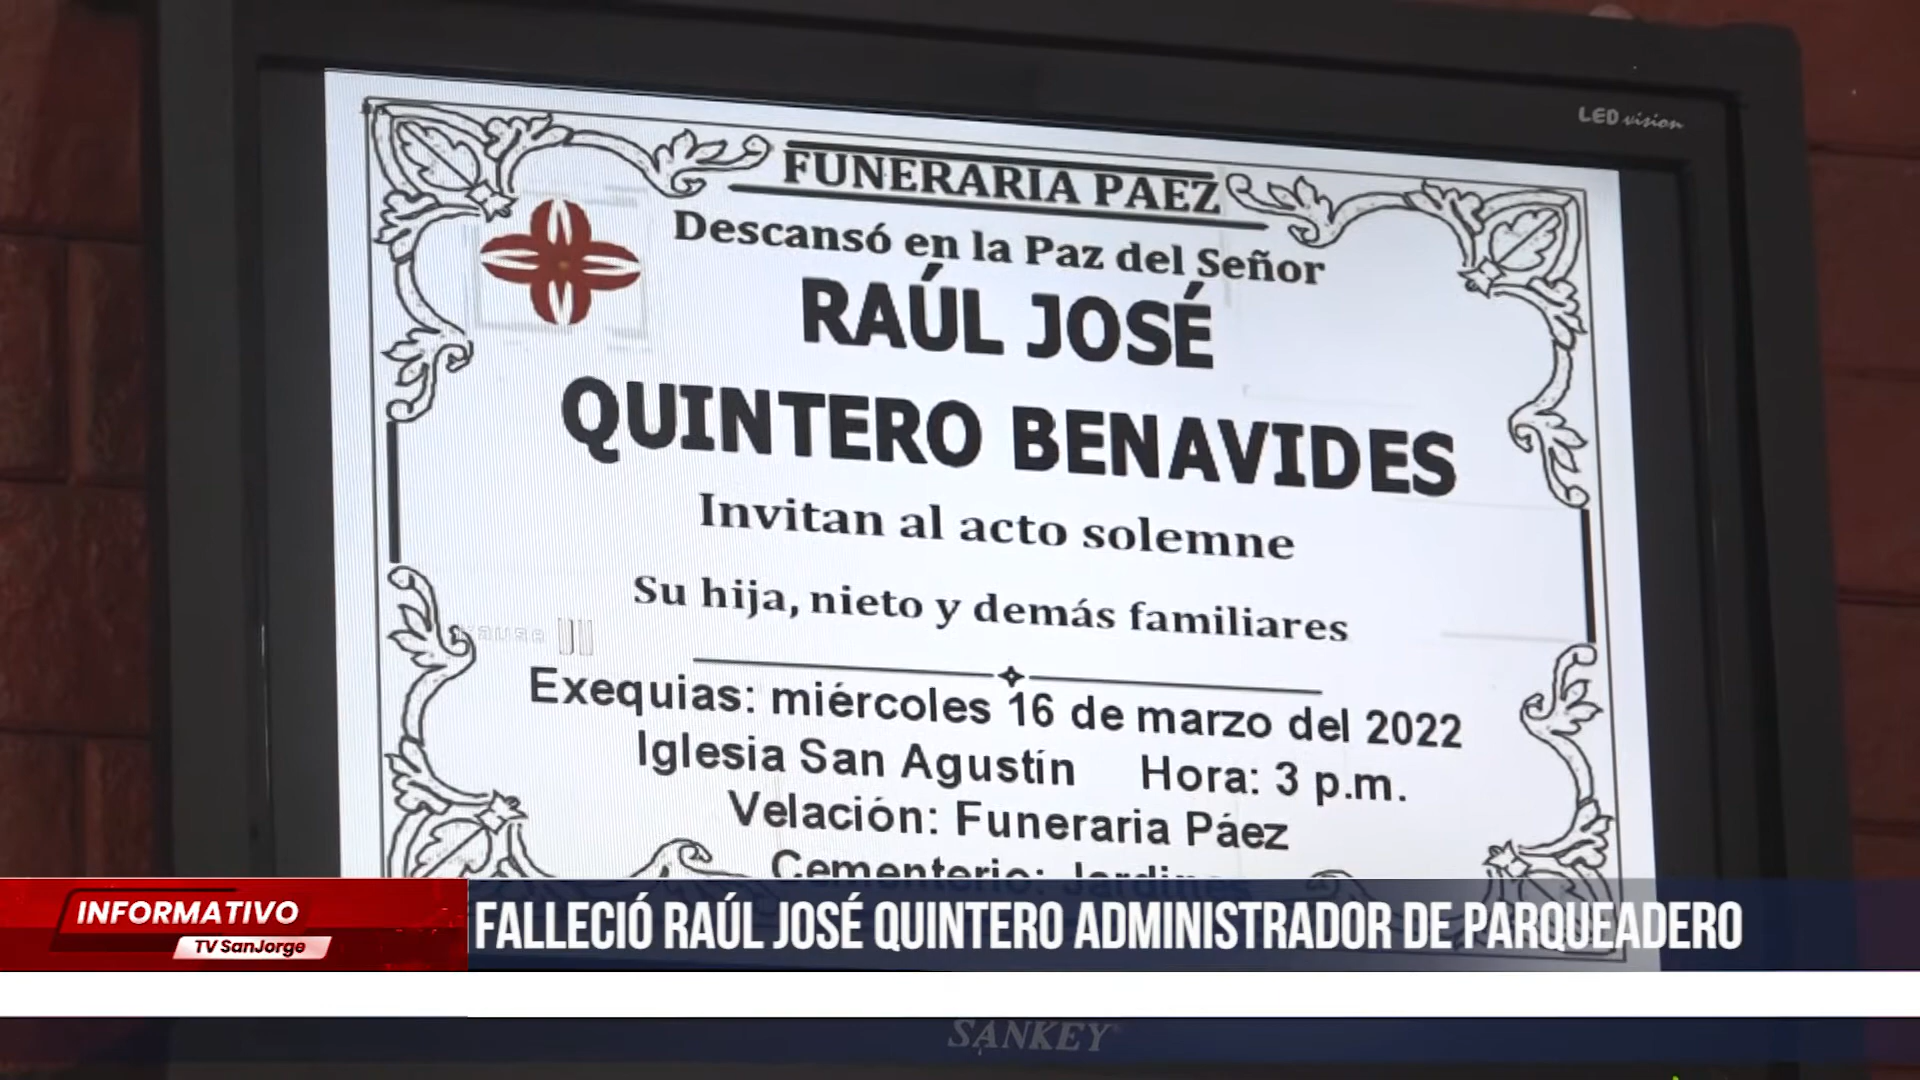 LED vision
FUNERARIA PAEZ
Descansó en la Paz del Señor
RAÚL JOSÉ
QUINTERO BENAVIDES
Invitan al acto solemne
Su hija, nieto y demás familiares
Exequias: miércoles 16 de marzo del 2022
Iglesia San Agustín Hora: 3 p.m.
Velación: Funeraria Páez
Cementerio: Jardines
INFORMATIVO
TV SanJorge
FALLECIÓ RAÚL JOSÉ QUINTERO ADMINISTRADOR DE PARQUEADERO
SANKEY